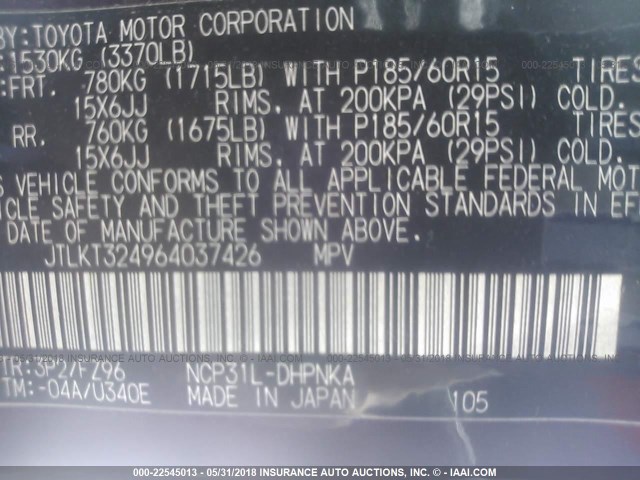 BY:TOYOTA MOTOR CORPORATION
:1530KG (3370LB)
:FRT. 780KG (1715LB) WITH P185/60R15 TIRES
15X6JJ RIMS, AT 200KPA (29PSI) COLD.
RR. 760KG (1675LB) WITH P185/60R15 TIRES
15X6JJ RIMS, AT 200KPA (29PSI) COLD.
S VEHICLE CONFORMS TO ALL APPLICABLE FEDERAL MOT
ICLE SAFETY AND THEFT PREVENTION STANDARDS IN EF
DATE OF MANUFACTURE SHOWN ABOVE.
JTLKT324964037426 MPV
TR:3P2/FZ96 NCP31L-DHPNKA
TM:-04A/U340E MADE IN JAPAN 105
000-22545013 - 05/31/2018 - INSURANCE AUTO AUCTIONS - © - IAAI.COM